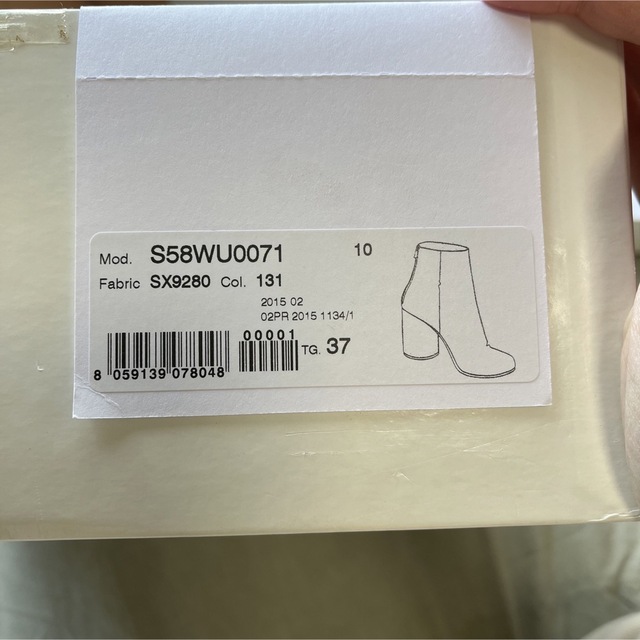 Mod. S58WU0071 10
Fabric SX9280 Col. 131
2015 02
02PR 2015 1134/1
00001
TG. 37
8 059139 078048